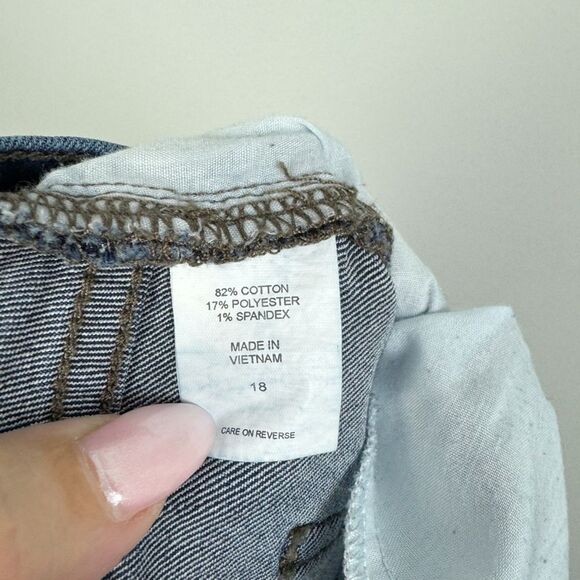 82% COTTON
17% POLYESTER
1% SPANDEX
MADE IN
VIETNAM
18
CARE ON REVERSE